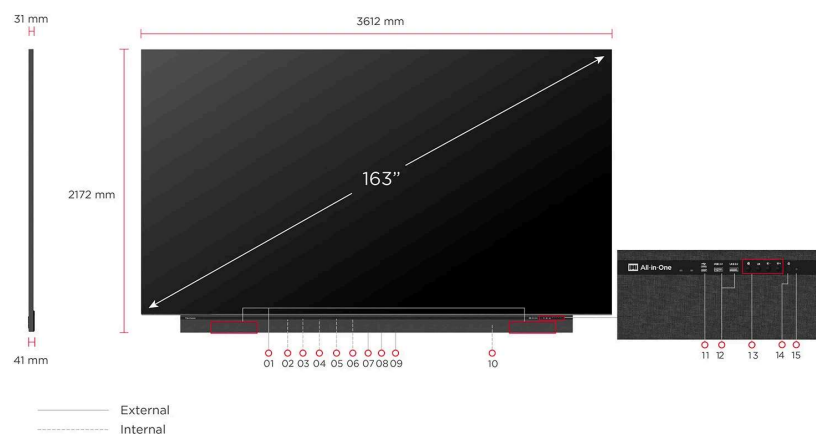 31 mm
3612 mm
163”
2172 mm
All-in-One
41 mm
01 02 03 04 05 06 07 08 09
10
11 12 13 14 15
External
Internal